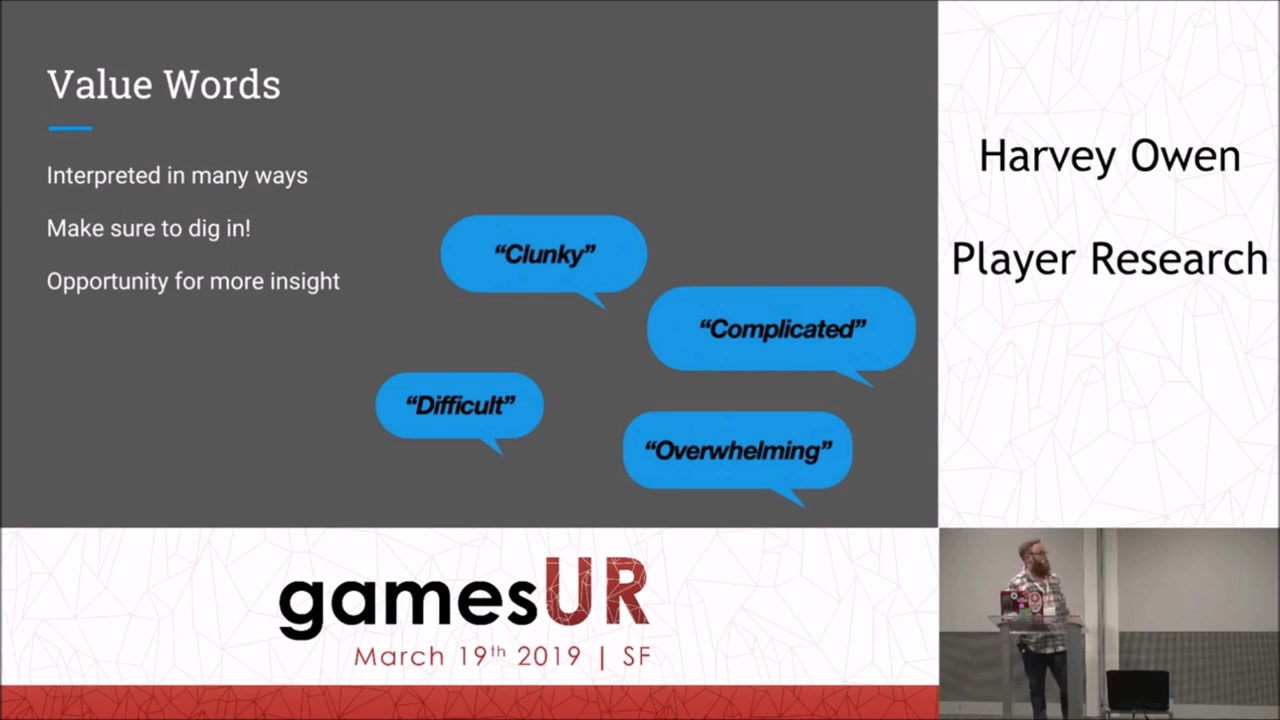 Value Words
Interpreted in many ways
Make sure to dig in!
Opportunity for more insight
“Clunky”
“Complicated”
“Difficult”
“Overwhelming”
Harvey Owen
Player Research
gamesUR
March 19th 2019 | SF